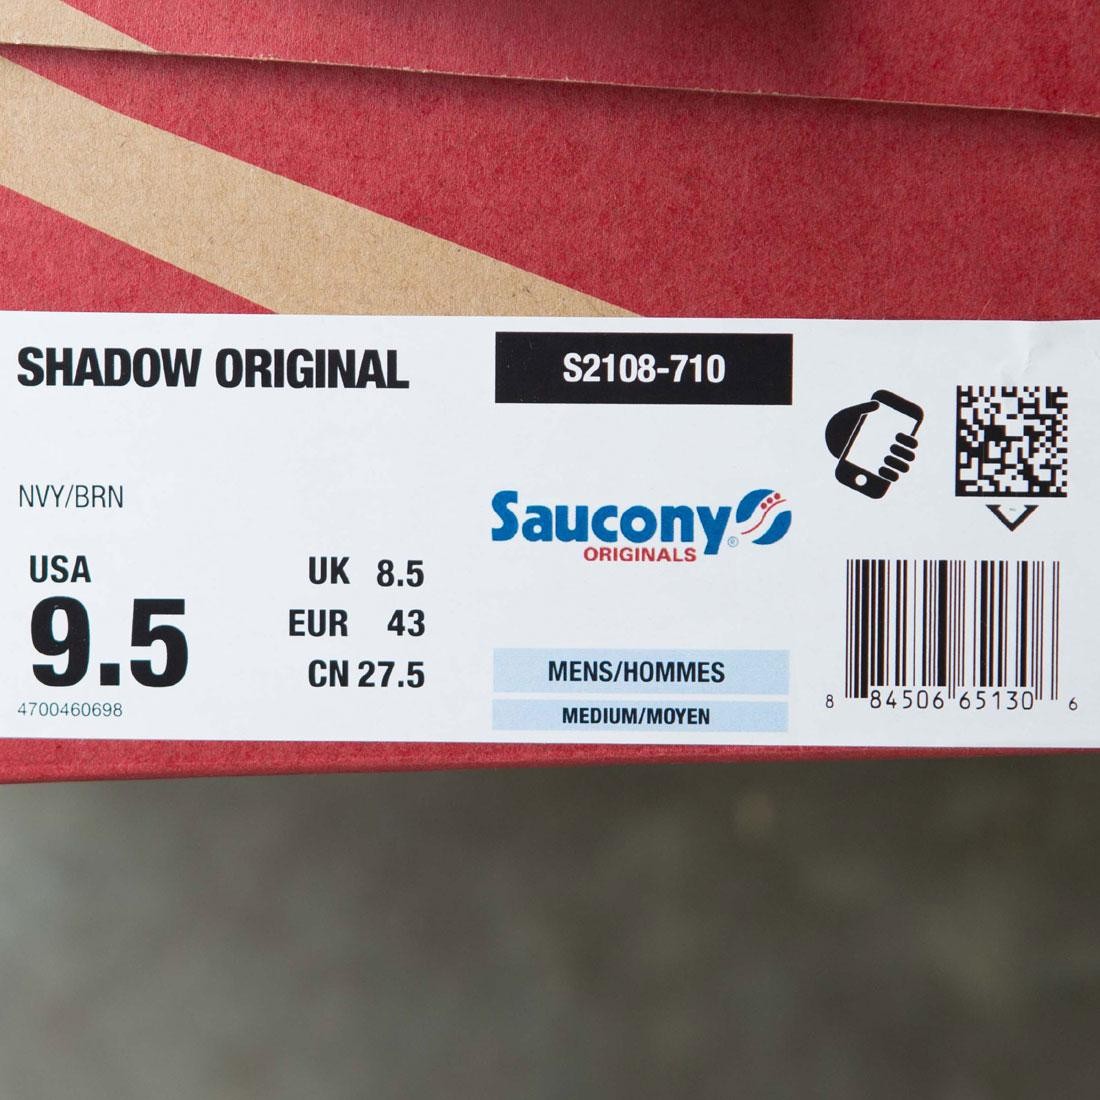 SHADOW ORIGINAL
S2108-710
NVY/BRN
Saucony®
ORIGINALS
USA
9.5
UK 8.5
EUR 43
CN 27.5
4700460698
MENS/HOMMES
MEDIUM/MOYEN
8 84506 65130 6